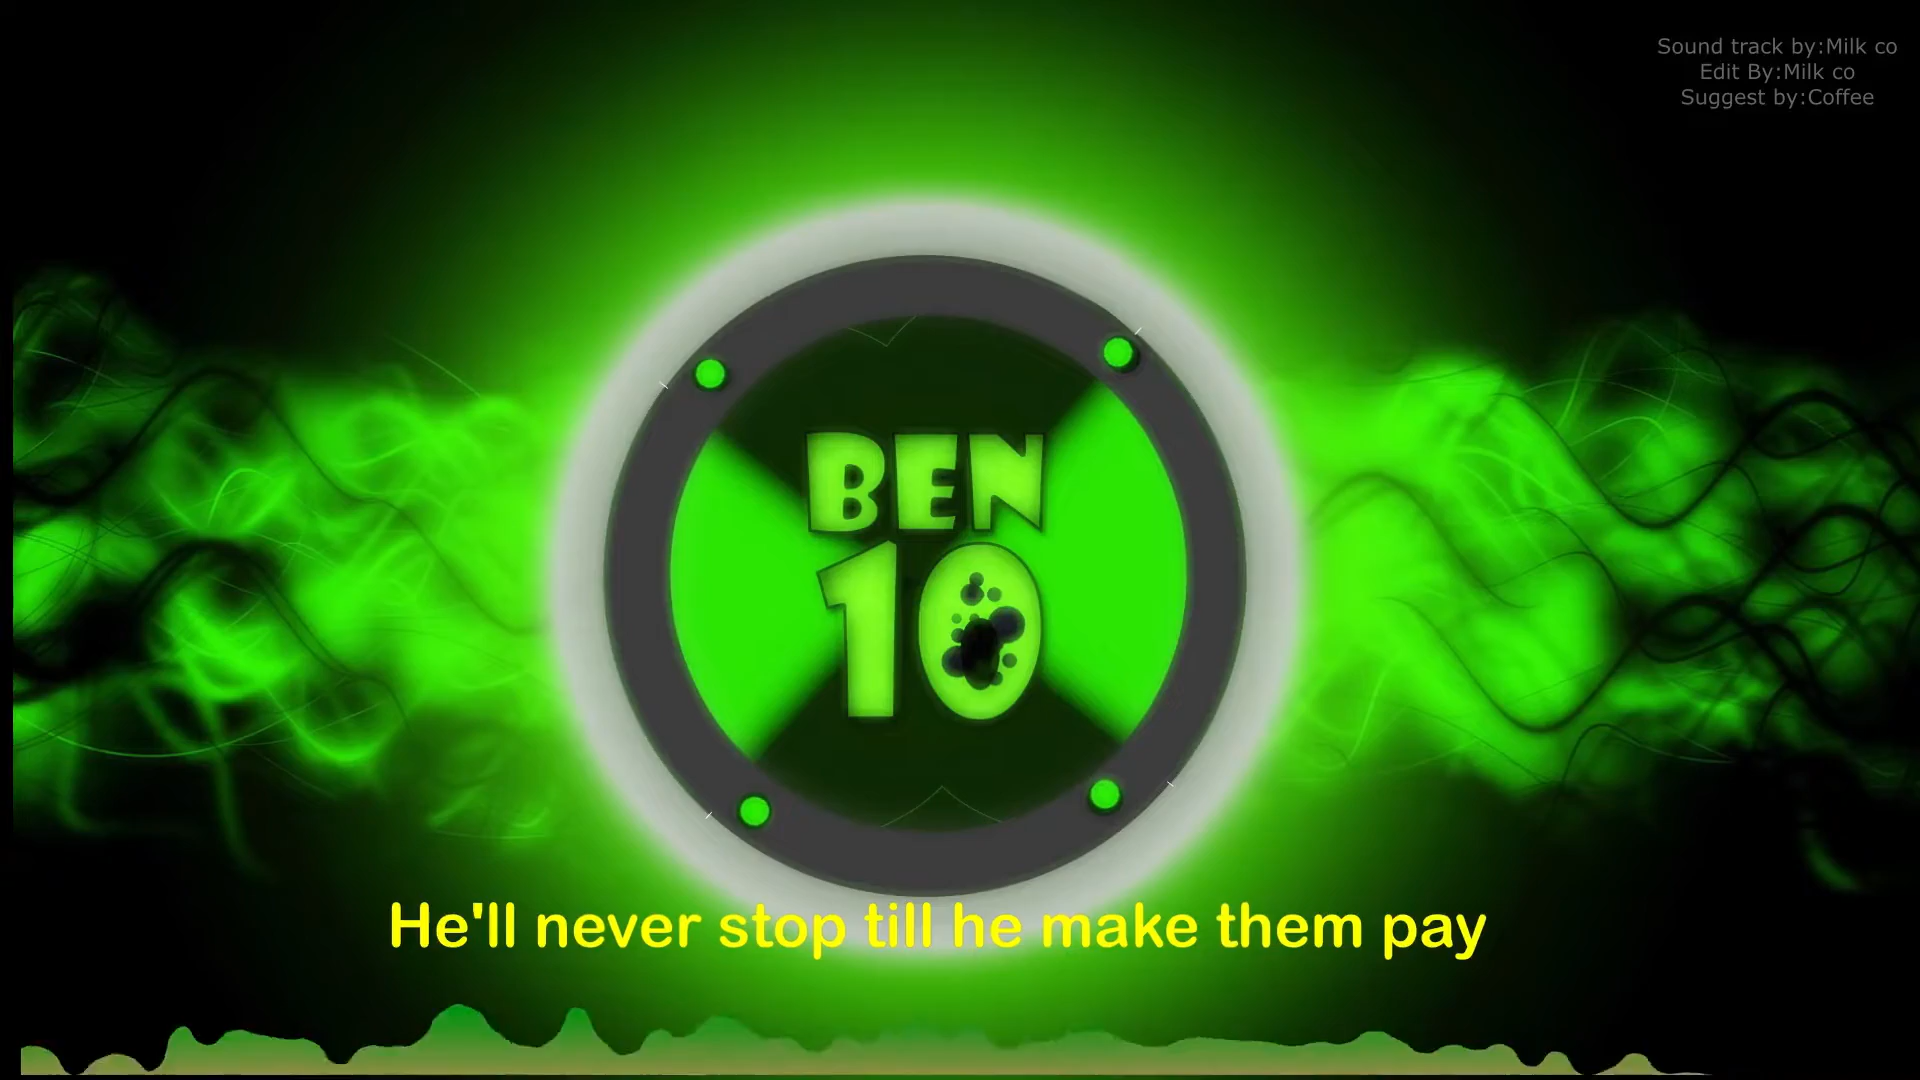 Sound track by:Milk co
Edit By:Milk co
Suggest by:Coffee
BEN
10
He'll never stop till he make them pay